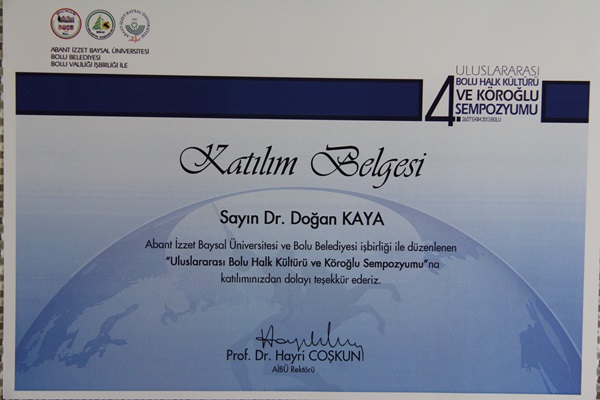 ABANT İZZET BAYSAL ÜNİVERSİTESİ
BOLU BELEDİYESİ
BOLU VALİLİĞİ İŞBİRLİĞİ İLE
4.
ULUSLARARASI
BOLU HALK KÜLTÜRÜ
VE KÖROĞLU
SEMPOZYUMU
Katılım Belgesi
Sayın Dr. Doğan KAYA
Abant İzzet Baysal Üniversitesi ve Bolu Belediyesi işbirliği ile düzenlenen
“Uluslararası Bolu Halk Kültürü ve Köroğlu Sempozyumu”na
katılımınızdan dolayı teşekkür ederiz.
Prof. Dr. Hayri COŞKUN
AİBÜ Rektörü